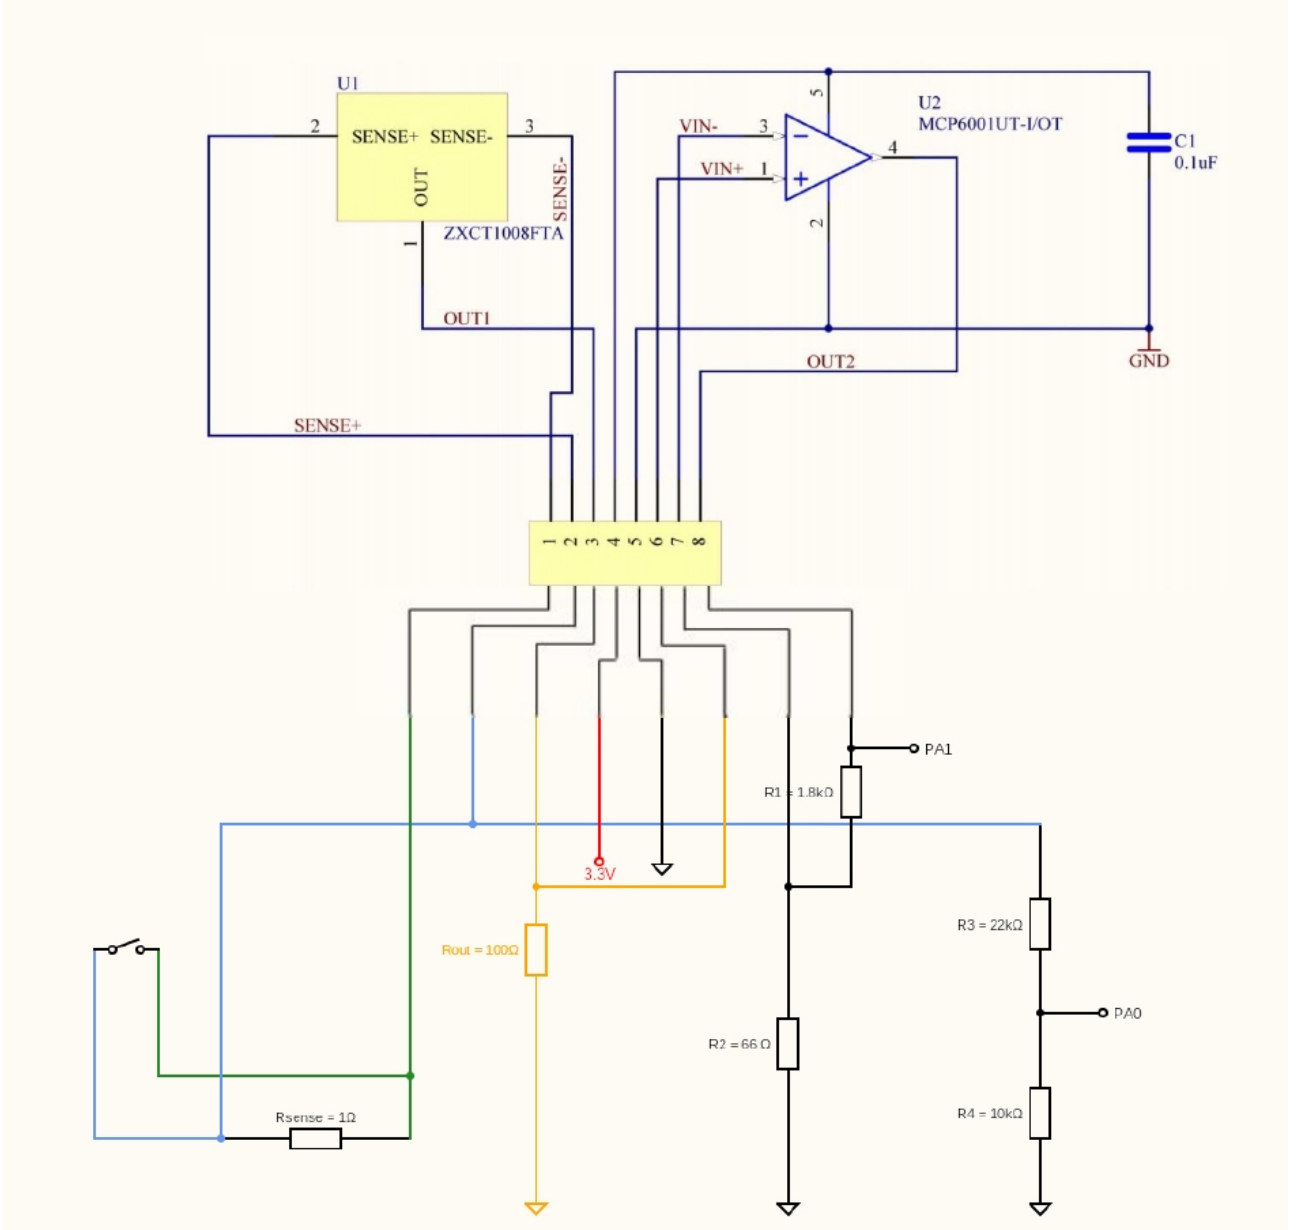 U1
2
SENSE+ SENSE-
3
OUT
1
ZXCT1008FTA
SENSE-
OUT1
SENSE+
VIN-
3
VIN+
1
5
2
4
U2
MCP6001UT-I/OT
C1
0.1uF
OUT2
GND
1 2 3 4 5 6 7 8
PA1
R1 = 1.8kΩ
3.3V
R3 = 22kΩ
Rout = 100Ω
PA0
R2 = 66 Ω
Rsense = 1Ω
R4 = 10kΩ